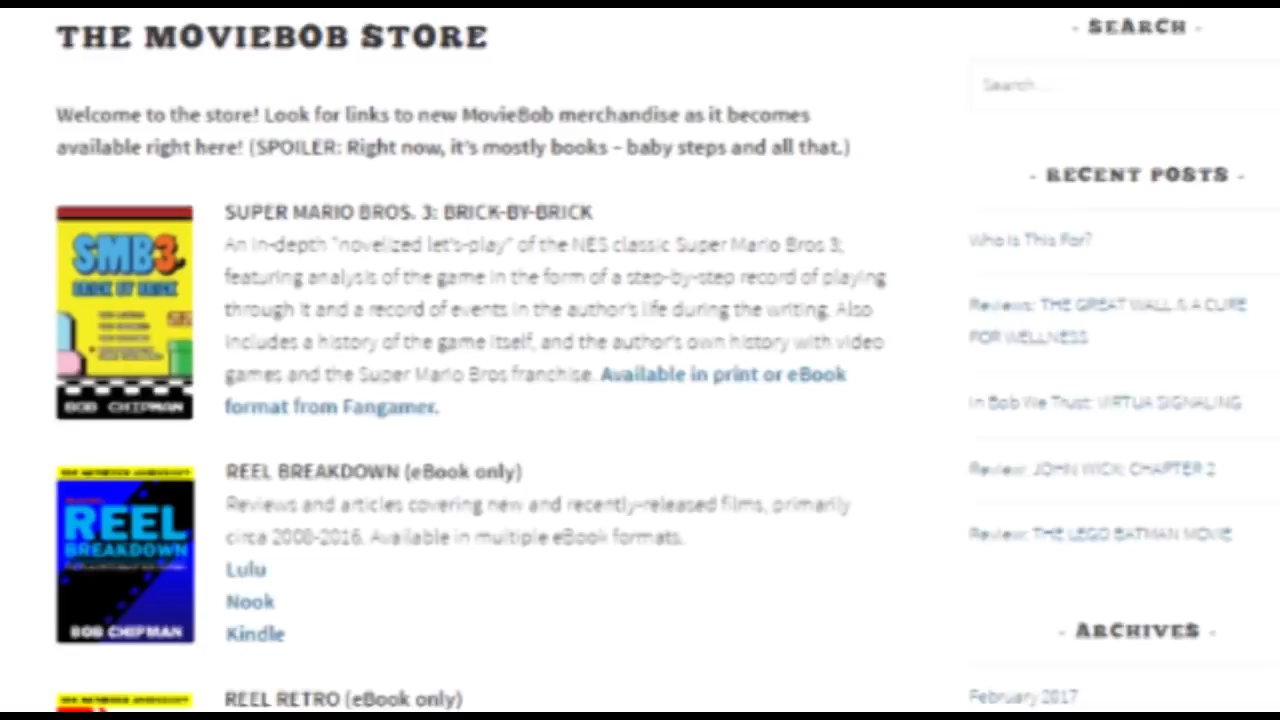 THE MOVIEBOB STORE
Welcome to the store! Look for links to new MovieBob merchandise as it becomes
available right here! (SPOILER: Right now, it's mostly books – baby steps and all that.)
SMB3
BRICK BY BRICK
BOB CHIPMAN
SUPER MARIO BROS. 3: BRICK-BY-BRICK
An in-depth "novelized let's-play" of the NES classic Super Mario Bros 3;
featuring analysis of the game in the form of a step-by-step record of playing
through it and a record of events in the author's life during the writing. Also
includes a history of the game itself, and the author's own history with video
games and the Super Mario Bros franchise. Available in print or eBook
format from Fangamer.
REEL
BREAKDOWN
BOB CHIPMAN
REEL BREAKDOWN (eBook only)
Reviews and articles covering new and recently-released films, primarily
circa 2008-2016. Available in multiple eBook formats.
Lulu
Nook
Kindle
REEL RETRO (eBook only)
- SEARCH -
Search ...
- RECENT POSTS -
Who Is This For?
Reviews: THE GREAT WALL & A CURE
FOR WELLNESS
In Bob We Trust: VIRTUA SIGNALING
Review: JOHN WICK: CHAPTER 2
Review: THE LEGO BATMAN MOVIE
- ARCHIVES -
February 2017